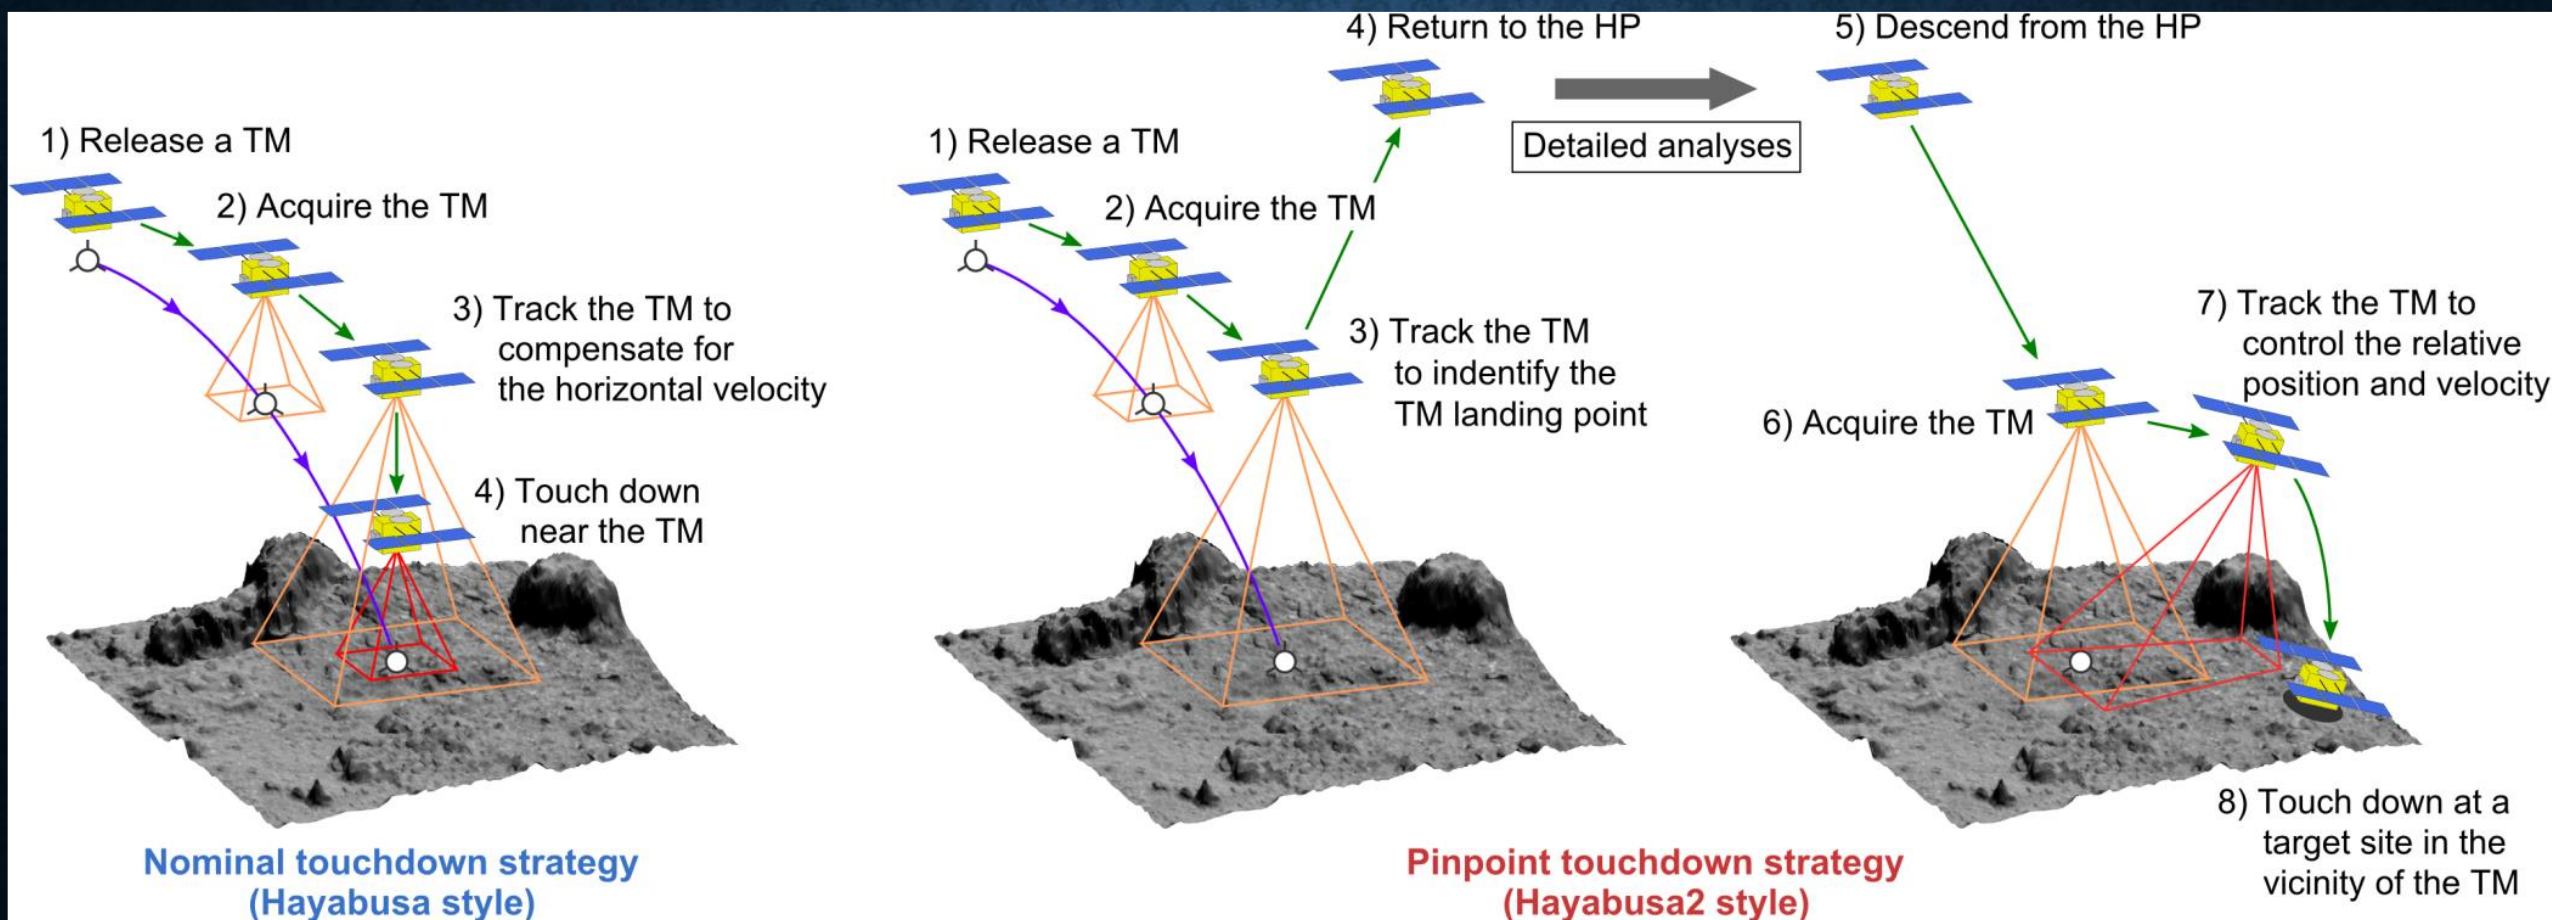 1) Release a TM
2) Acquire the TM
3) Track the TM to
compensate for
the horizontal velocity
4) Touch down
near the TM
Nominal touchdown strategy
(Hayabusa style)
1) Release a TM
2) Acquire the TM
3) Track the TM
to indentify the
TM landing point
4) Return to the HP
Detailed analyses
5) Descend from the HP
6) Acquire the TM
7) Track the TM to
control the relative
position and velocity
8) Touch down at a
target site in the
vicinity of the TM
Pinpoint touchdown strategy
(Hayabusa2 style)